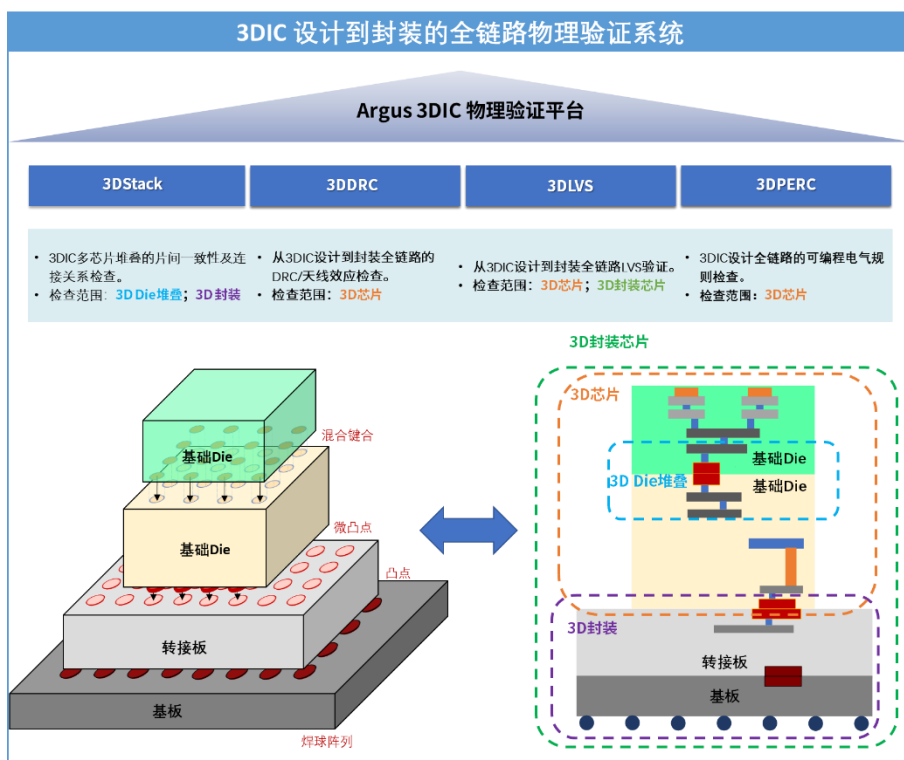 3DIC 设计到封装的全链路物理验证系统
Argus 3DIC 物理验证平台
3DStack
3DDRC
3DLVS
3DPERC
• 3DIC多芯片堆叠的片间一致性及连
接关系检查。
• 检查范围：3D Die堆叠；3D 封装
• 从3DIC设计到封装全链路的
DRC/天线效应检查。
• 检查范围：3D芯片
• 从3DIC设计到封装全链路LVS验证。
• 检查范围：3D芯片；3D封装芯片
• 3DIC设计全链路的可编程电气规
则检查。
• 检查范围：3D芯片
基础Die
混合键合
基础Die
微凸点
凸点
转接板
基板
焊球阵列
3D封装芯片
3D芯片
基础Die
3D Die堆叠
基础Die
3D封装
转接板
基板